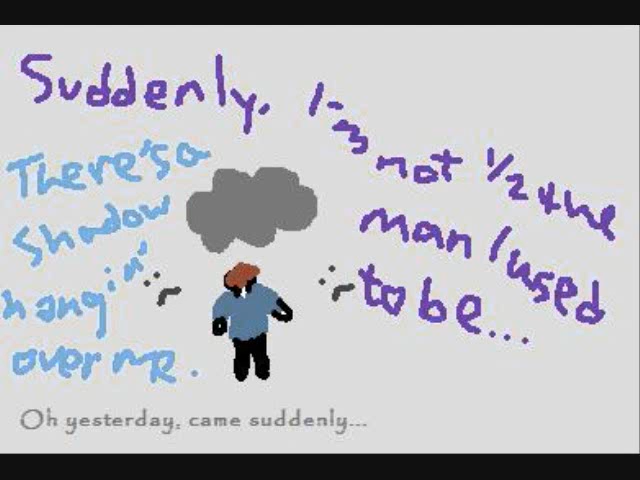 Suddenly,
I'm not 1/2 the
man I used
to be...
There's a
shadow
hangin'
over me.
Oh yesterday, came suddenly...